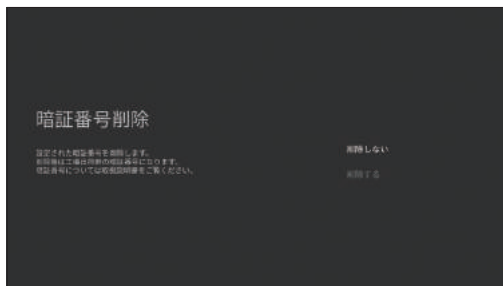 暗証番号削除
設定された暗証番号を削除します。
削除後は工場出荷時の暗証番号になります。
暗証番号については取扱説明書をご覧ください。
削除しない
削除する